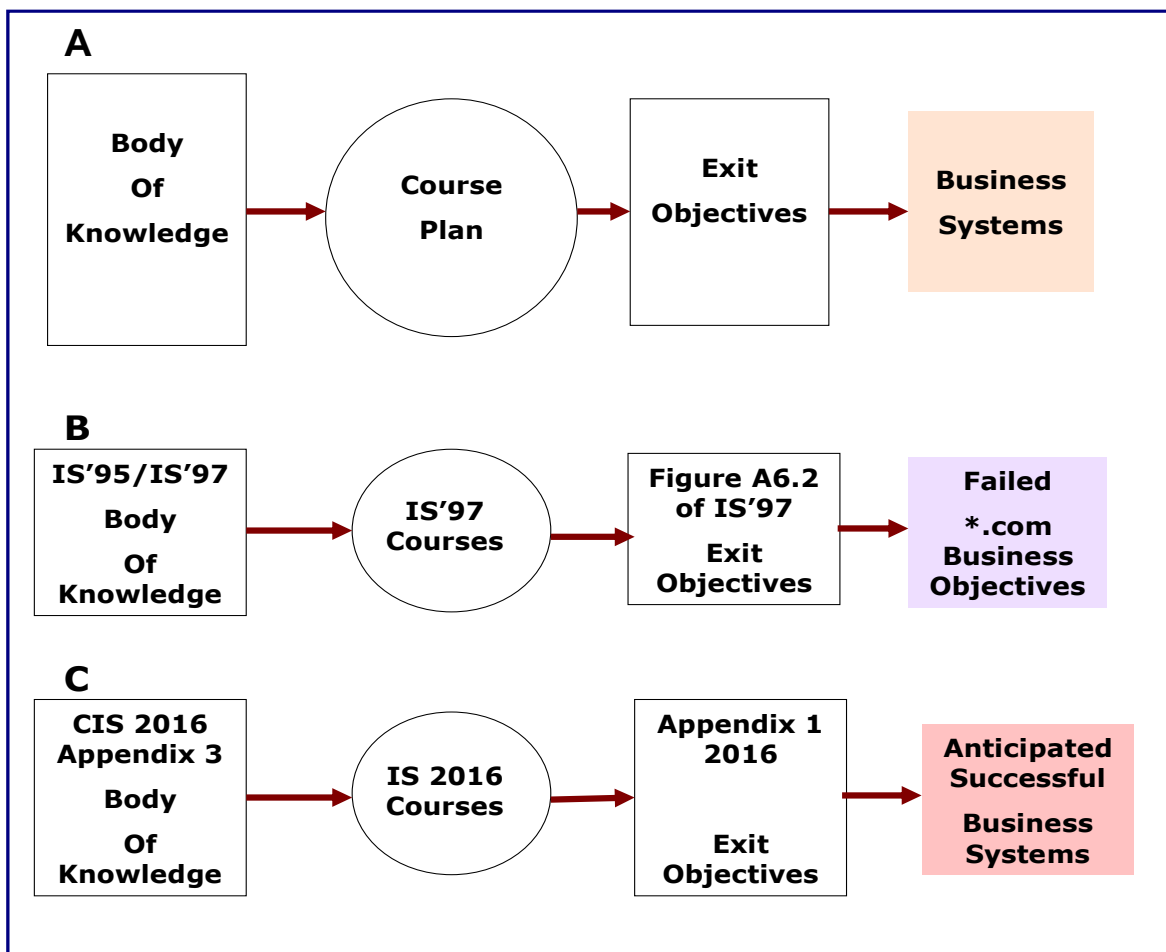 A
Body
Of
Knowledge
Course
Plan
Exit
Objectives
Business
Systems
B
IS’95/IS’97
Body
Of
Knowledge
IS’97
Courses
Figure A6.2
of IS’97
Exit
Objectives
Failed
*.com
Business
Objectives
C
CIS 2016
Appendix 3
Body
Of
Knowledge
IS 2016
Courses
Appendix 1
2016
Exit
Objectives
Anticipated
Successful
Business
Systems